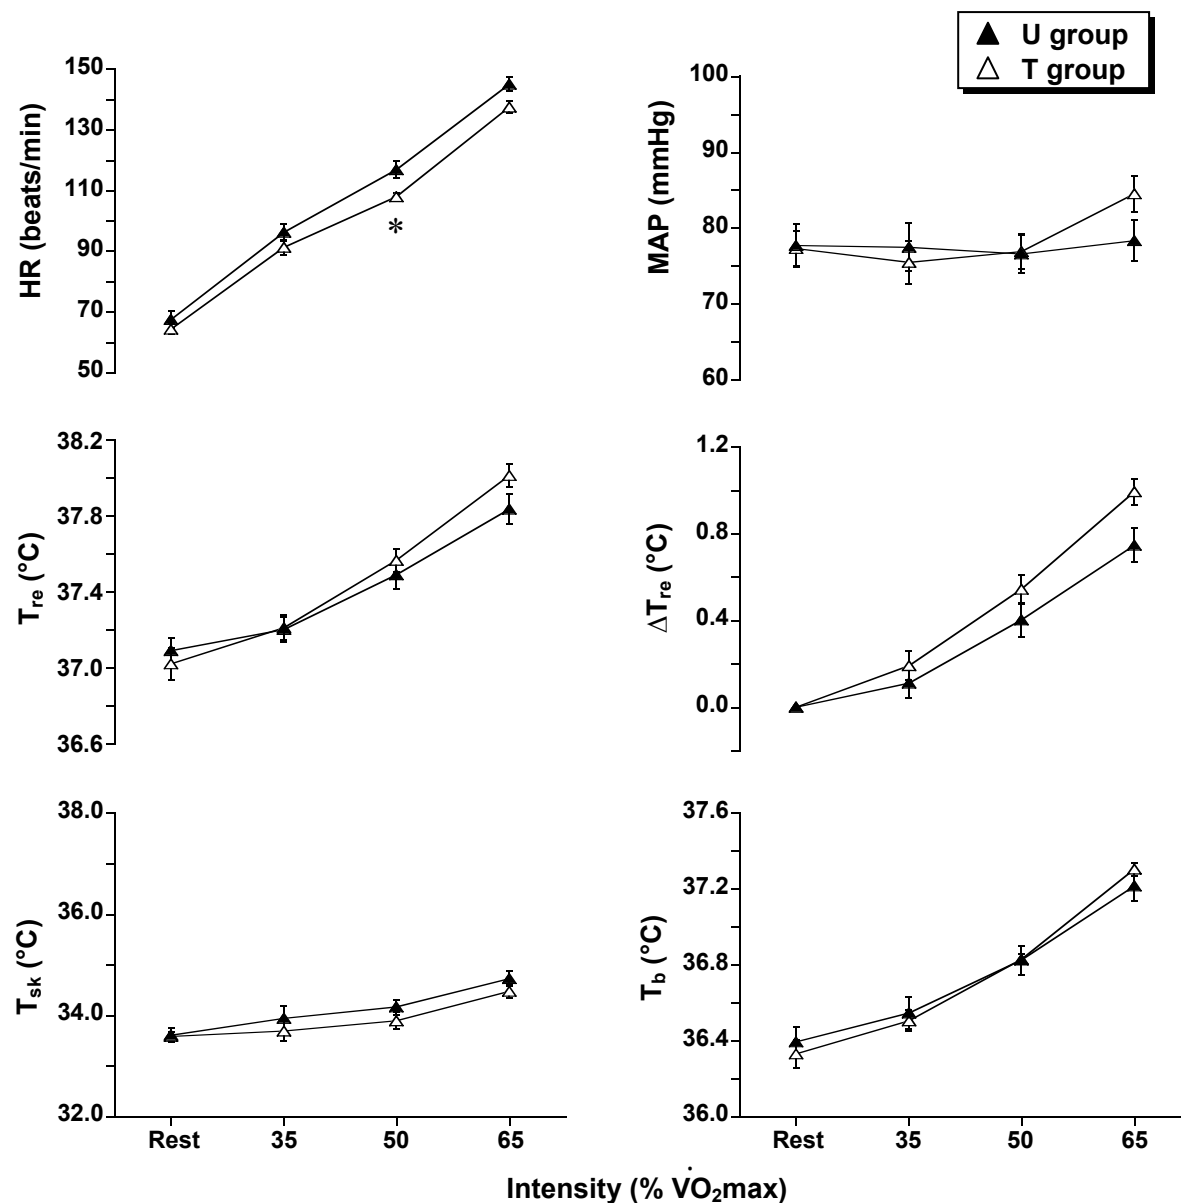 U group
T group
150
130
110
90
70
50
HR (beats/min)
*
100
90
80
70
60
MAP (mmHg)
38.2
37.8
37.4
37.0
36.6
Tre (°C)
1.2
0.8
0.4
0.0
ΔTre (°C)
38.0
36.0
34.0
32.0
Tsk (°C)
Rest 35 50 65
37.6
37.2
36.8
36.4
36.0
Tb (°C)
Rest 35 50 65
Intensity (% V̇O2max)